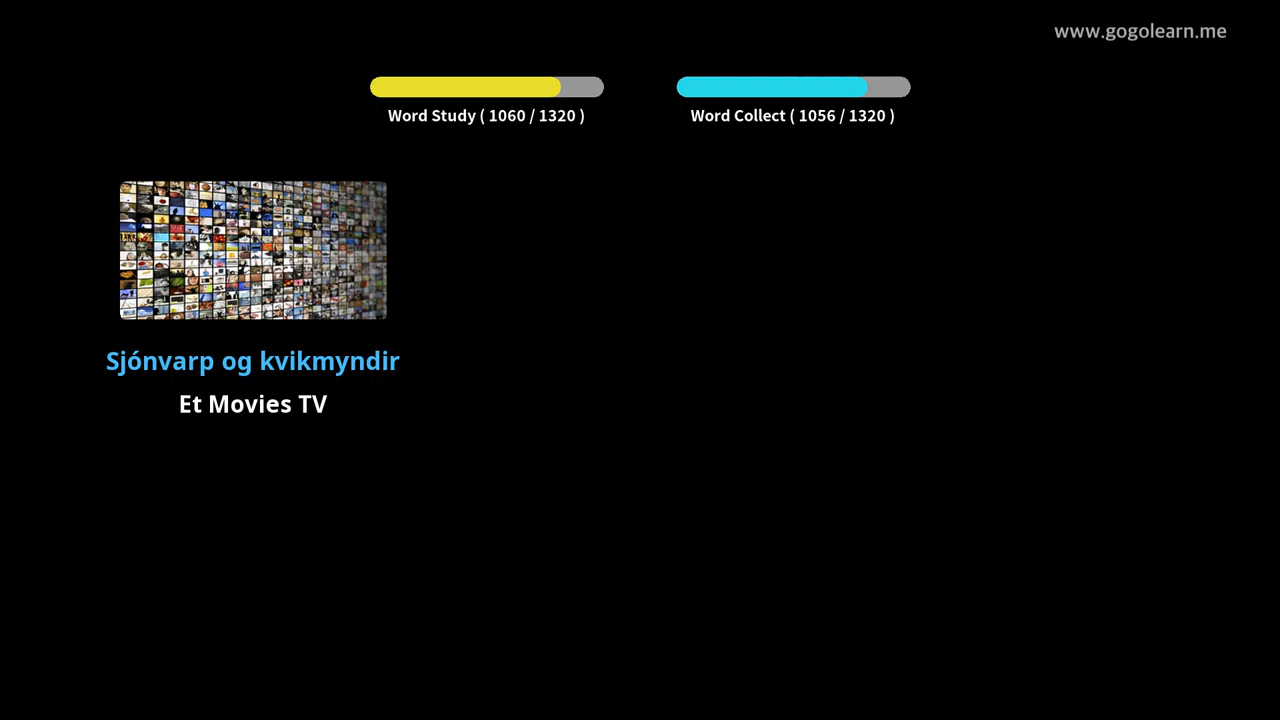 www.gogolearn.me
Word Study ( 1060 / 1320 )
Word Collect ( 1056 / 1320 )
Sjónvarp og kvikmyndir
Et Movies TV